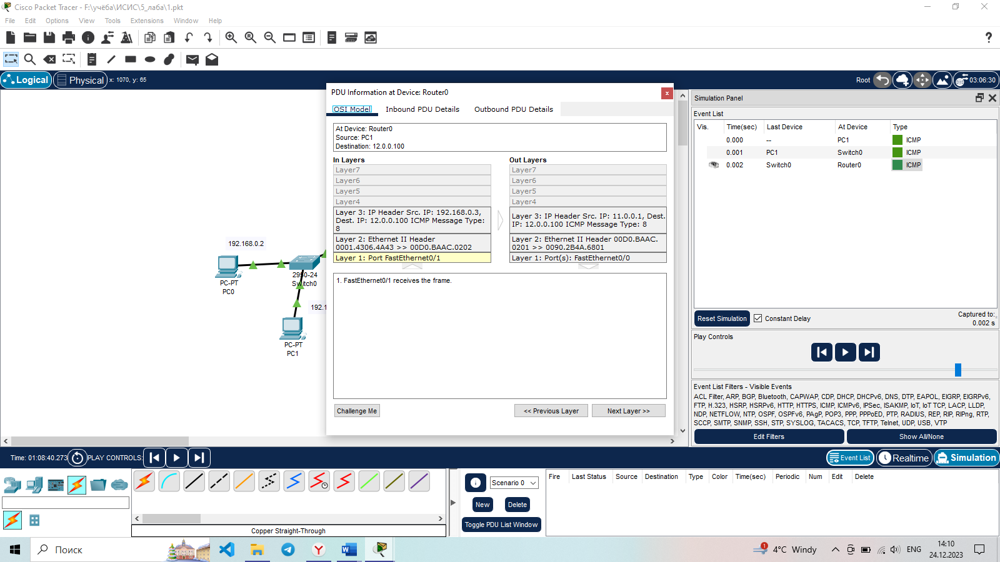 Cisco Packet Tracer - F:\учёба\ИСИС\5_лаба\1.pkt
File Edit Options View Tools Extensions Window Help
Logical
Physical
x: 1070, y: 65
Root
03:06:30
PDU Information at Device: Router0
x
OSI Model
Inbound PDU Details
Outbound PDU Details
At Device: Router0
Source: PC1
Destination: 12.0.0.100
In Layers
Layer7
Layer6
Layer5
Layer4
Layer 3: IP Header Src. IP: 192.168.0.3,
Dest. IP: 12.0.0.100 ICMP Message Type:
8
Layer 2: Ethernet II Header
0001.4306.4A43 >> 00D0.BAAC.0202
Layer 1: Port FastEthernet0/1
Out Layers
Layer7
Layer6
Layer5
Layer4
Layer 3: IP Header Src. IP: 11.0.0.1, Dest.
IP: 12.0.0.100 ICMP Message Type: 8
Layer 2: Ethernet II Header 00D0.BAAC.
0201 >> 0090.2B4A.6801
Layer 1: Port(s): FastEthernet0/0
1. FastEthernet0/1 receives the frame.
Challenge Me
<< Previous Layer
Next Layer >>
192.168.0.2
PC-PT
PC0
2950-24
Switch0
192.1
PC-PT
PC1
Simulation Panel
Event List
Vis. Time(sec) Last Device At Device Type
0.000 -- PC1 ICMP
0.001 PC1 Switch0 ICMP
0.002 Switch0 Router0 ICMP
Reset Simulation
Constant Delay
Captured to:
0.002 s
Play Controls
Event List Filters - Visible Events
ACL Filter, ARP, BGP, Bluetooth, CAPWAP, CDP, DHCP, DHCPv6, DNS, DTP, EAPOL, EIGRP, EIGRPv6,
FTP, H.323, HSRP, HSRPv6, HTTP, HTTPS, ICMP, ICMPv6, IPSec, ISAKMP, IoT, IoT TCP, LACP, LLDP,
NDP, NETFLOW, NTP, OSPF, OSPFv6, PAgP, POP3, PPP, PPPoED, PTP, RADIUS, REP, RIP, RIPng, RTP,
SCCP, SMTP, SNMP, SSH, STP, SYSLOG, TACACS, TCP, TFTP, Telnet, UDP, USB, VTP
Edit Filters
Show All/None
Time: 01:08:40.273
PLAY CONTROLS:
Event List
Realtime
Simulation
Copper Straight-Through
Scenario 0
New
Delete
Toggle PDU List Window
Fire Last Status Source Destination Type Color Time(sec) Periodic Num Edit Delete
Поиск
1
4°C Windy
ENG
14:10
24.12.2023